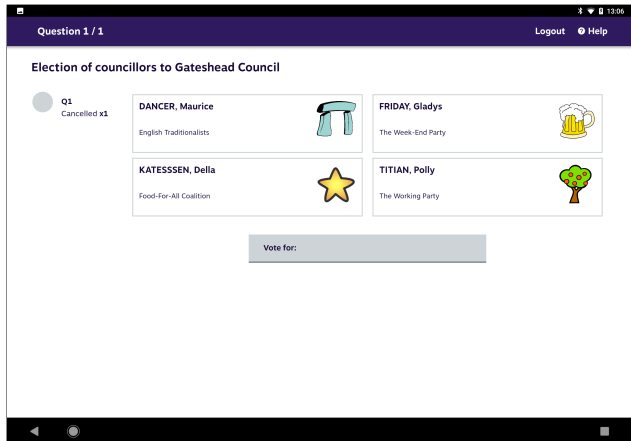 13:06
Question 1 / 1
Logout
Help
Election of councillors to Gateshead Council
Q1
Cancelled x1
DANCER, Maurice
English Traditionalists
FRIDAY, Gladys
The Week-End Party
KATESSSEN, Della
Food-For-All Coalition
TITIAN, Polly
The Working Party
Vote for: